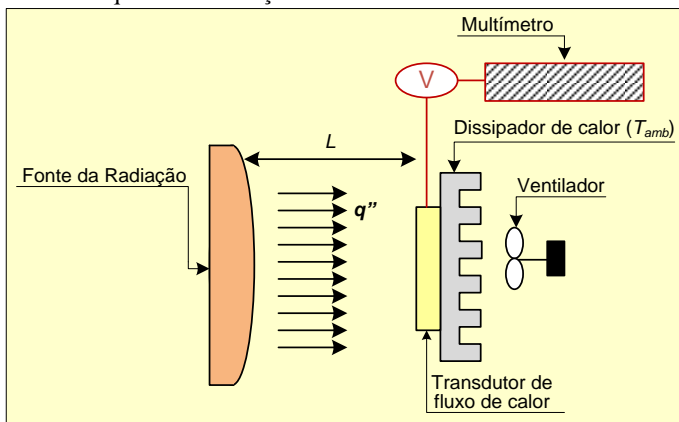 Multímetro
V
Dissipador de calor (Tamb)
L
Fonte da Radiação
Ventilador
q”
Transdutor de
fluxo de calor